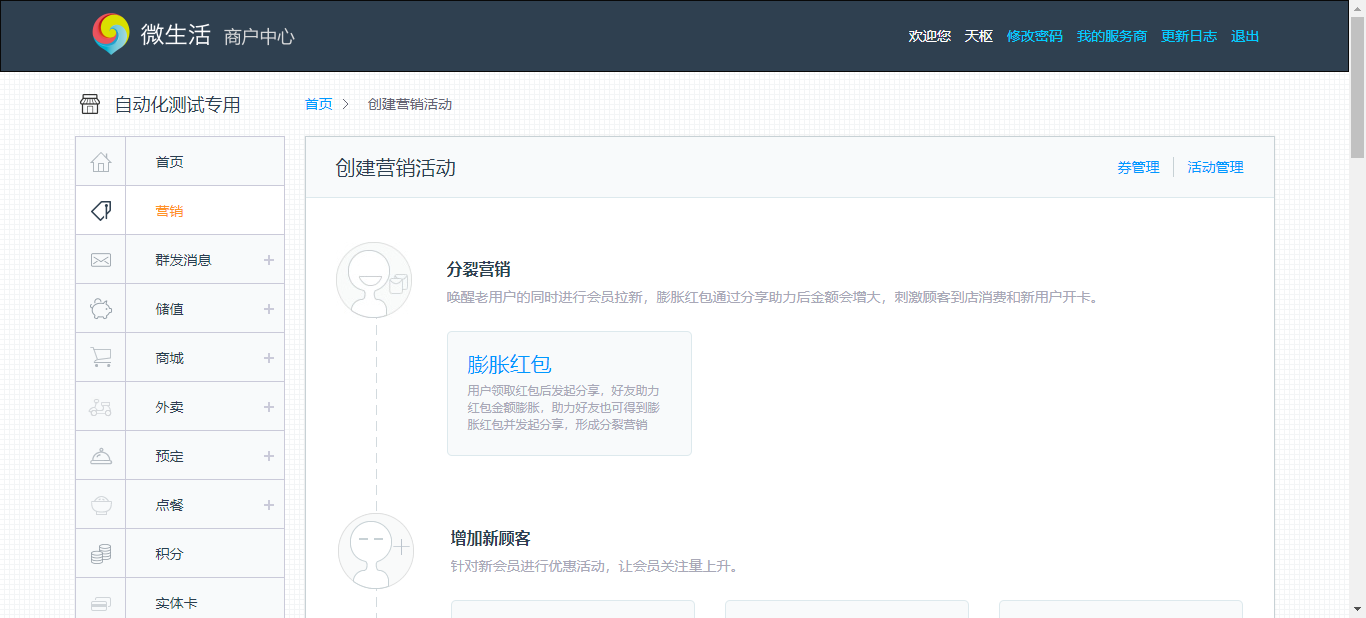 微生活 商户中心
欢迎您 天枢 修改密码 我的服务商 更新日志 退出
自动化测试专用
首页 > 创建营销活动
首页
营销
群发消息 +
储值 +
商城 +
外卖 +
预定 +
点餐 +
积分
实体卡
创建营销活动
券管理 活动管理
分裂营销
唤醒老用户的同时进行会员拉新，膨胀红包通过分享助力后金额会增大，刺激顾客到店消费和新用户开卡。
膨胀红包
用户领取红包后发起分享，好友助力
红包金额膨胀，助力好友也可得到膨
胀红包并发起分享，形成分裂营销
增加新顾客
针对新会员进行优惠活动，让会员关注量上升。